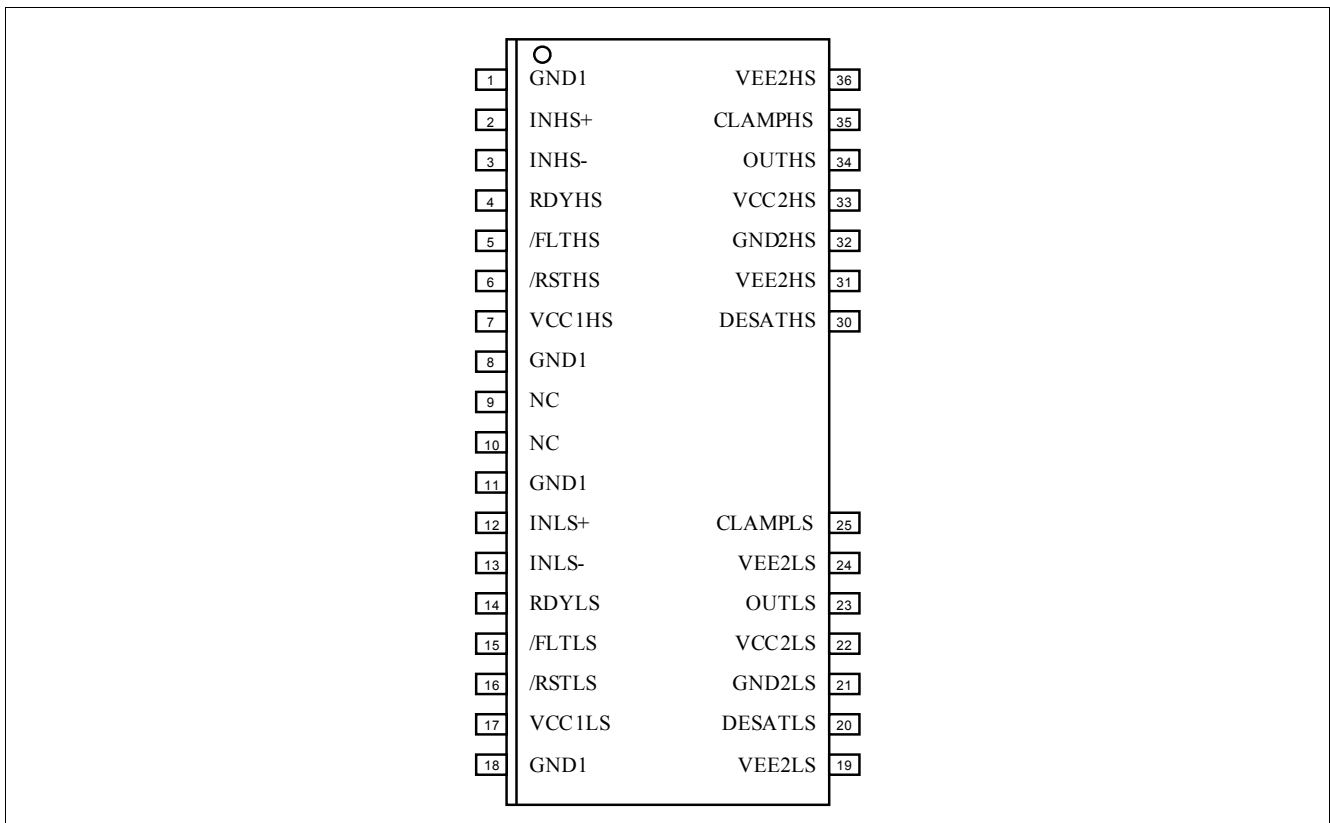 1 GND1 VEE2HS 36
2 INHS+ CLAMPHS 35
3 INHS- OUTHS 34
4 RDYHS VCC2HS 33
5 /FLTHS GND2HS 32
6 /RSTHS VEE2HS 31
7 VCC1HS DESATHS 30
8 GND1
9 NC
10 NC
11 GND1
12 INLS+ CLAMPLS 25
13 INLS- VEE2LS 24
14 RDYLS OUTLS 23
15 /FLTLS VCC2LS 22
16 /RSTLS GND2LS 21
17 VCC1LS DESATLS 20
18 GND1 VEE2LS 19